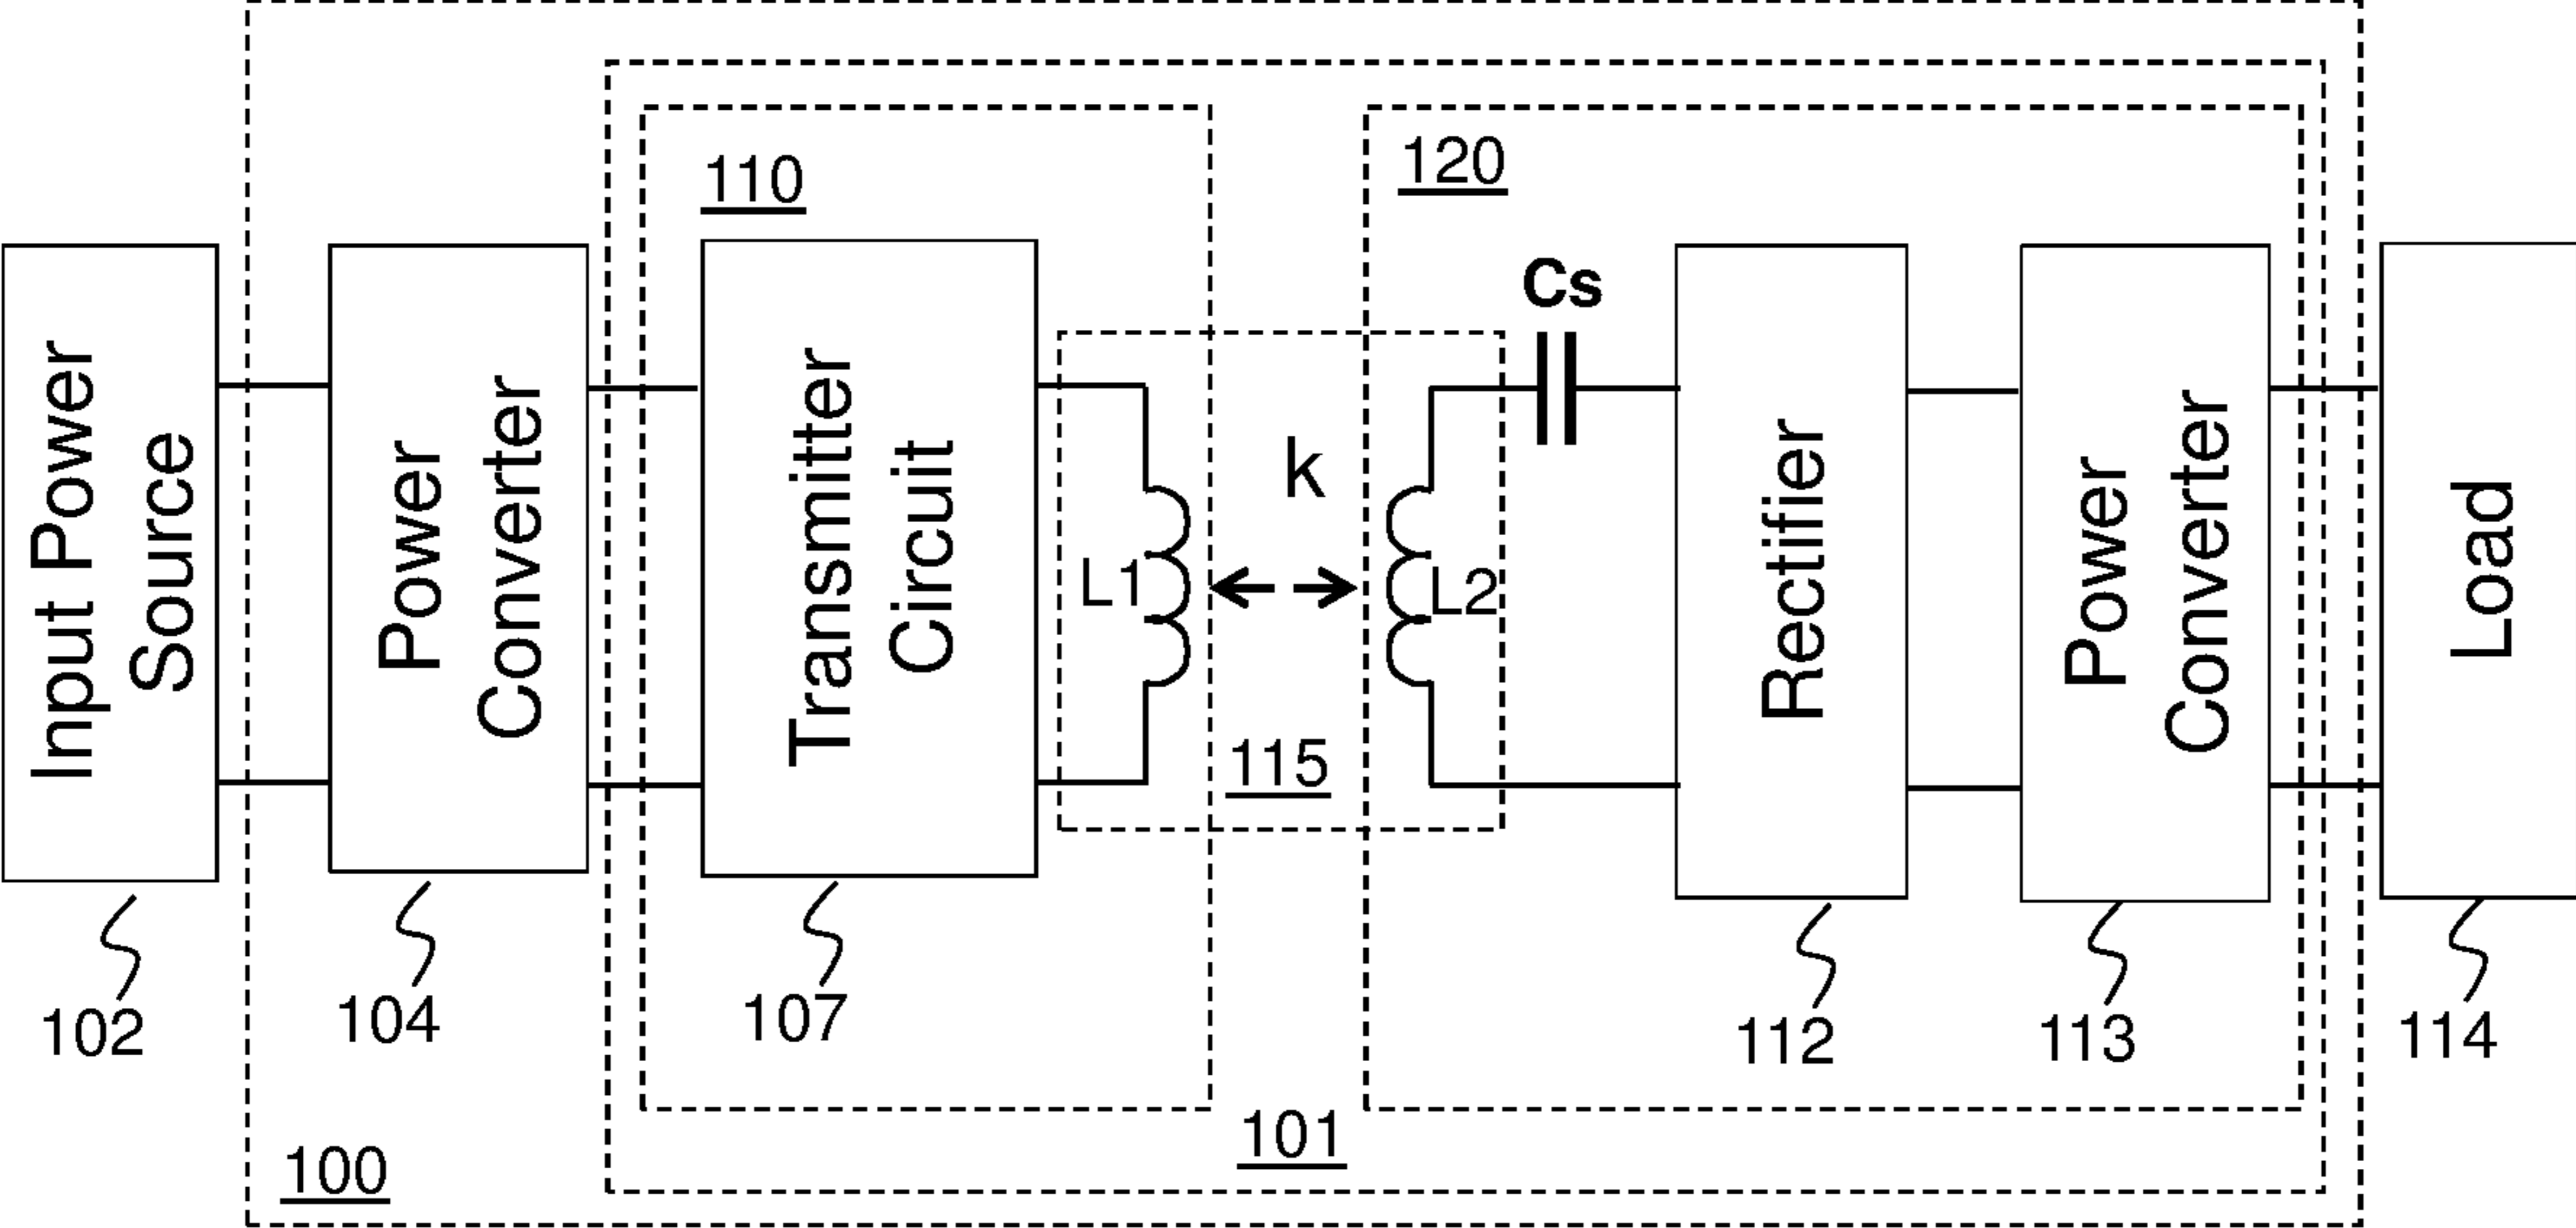 110
120
Cs
Input Power
Source
Power
Converter
Transmitter
Circuit
L1
k
L2
115
Rectifier
Power
Converter
Load
102
104
107
112
113
114
101
100